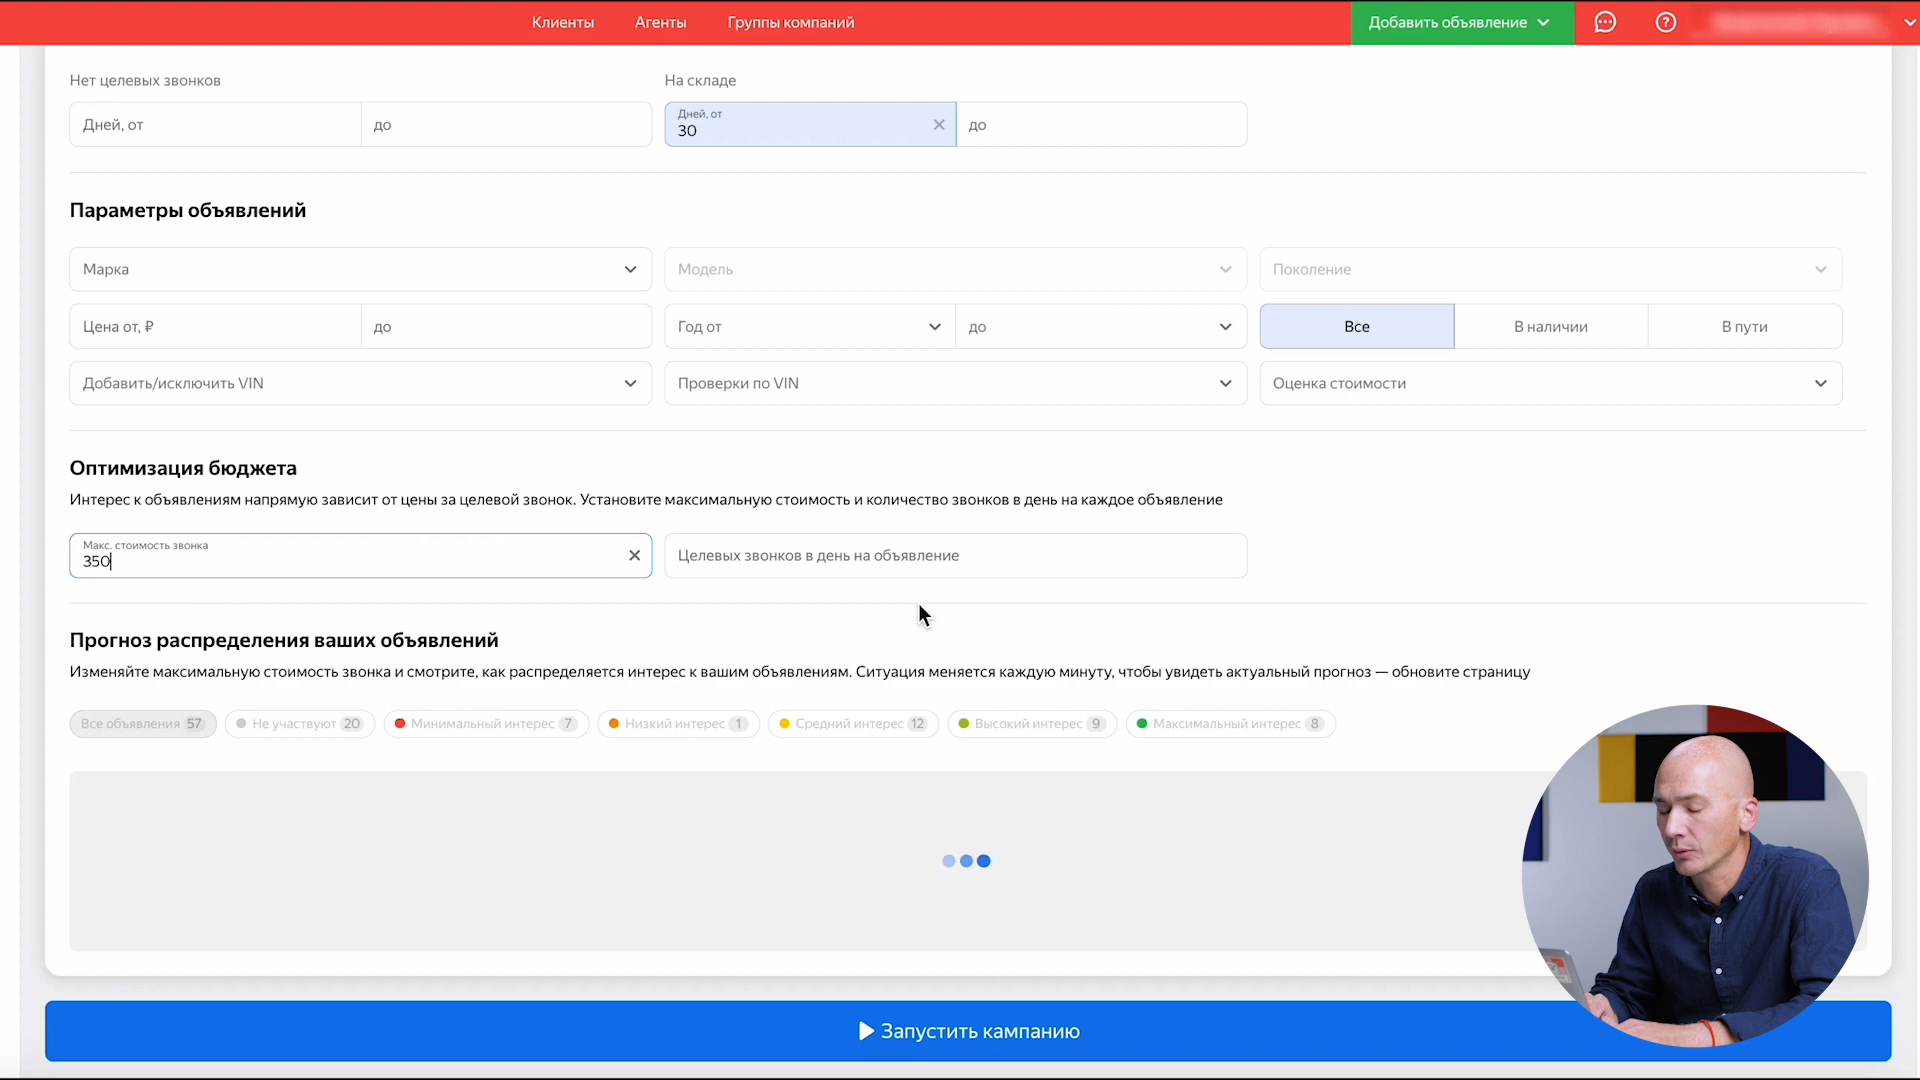 Клиенты Агенты Группы компаний Добавить объявление
Нет целевых звонков На складе
Дней, от до Дней, от 30 до
Параметры объявлений
Марка Модель Поколение
Цена от, ₽ до Год от до Все В наличии В пути
Добавить/исключить VIN Проверки по VIN Оценка стоимости
Оптимизация бюджета
Интерес к объявлениям напрямую зависит от цены за целевой звонок. Установите максимальную стоимость и количество звонков в день на каждое объявление
Макс. стоимость звонка
350 Целевых звонков в день на объявление
Прогноз распределения ваших объявлений
Изменяйте максимальную стоимость звонка и смотрите, как распределяется интерес к вашим объявлениям. Ситуация меняется каждую минуту, чтобы увидеть актуальный прогноз — обновите страницу
Все объявления 57 Не участвуют 20 Минимальный интерес 7 Низкий интерес 1 Средний интерес 12 Высокий интерес 9 Максимальный интерес 8
Запустить кампанию